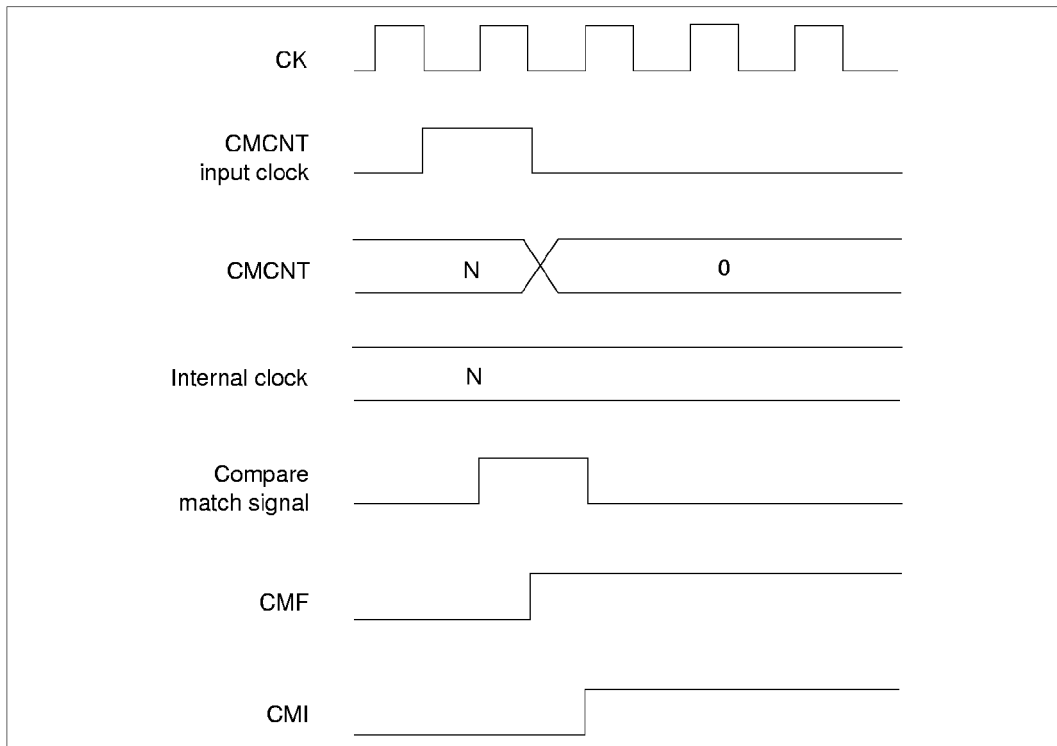 CK
CMCNT
input clock
CMCNT
N
0
Internal clock
N
Compare
match signal
CMF
CMI